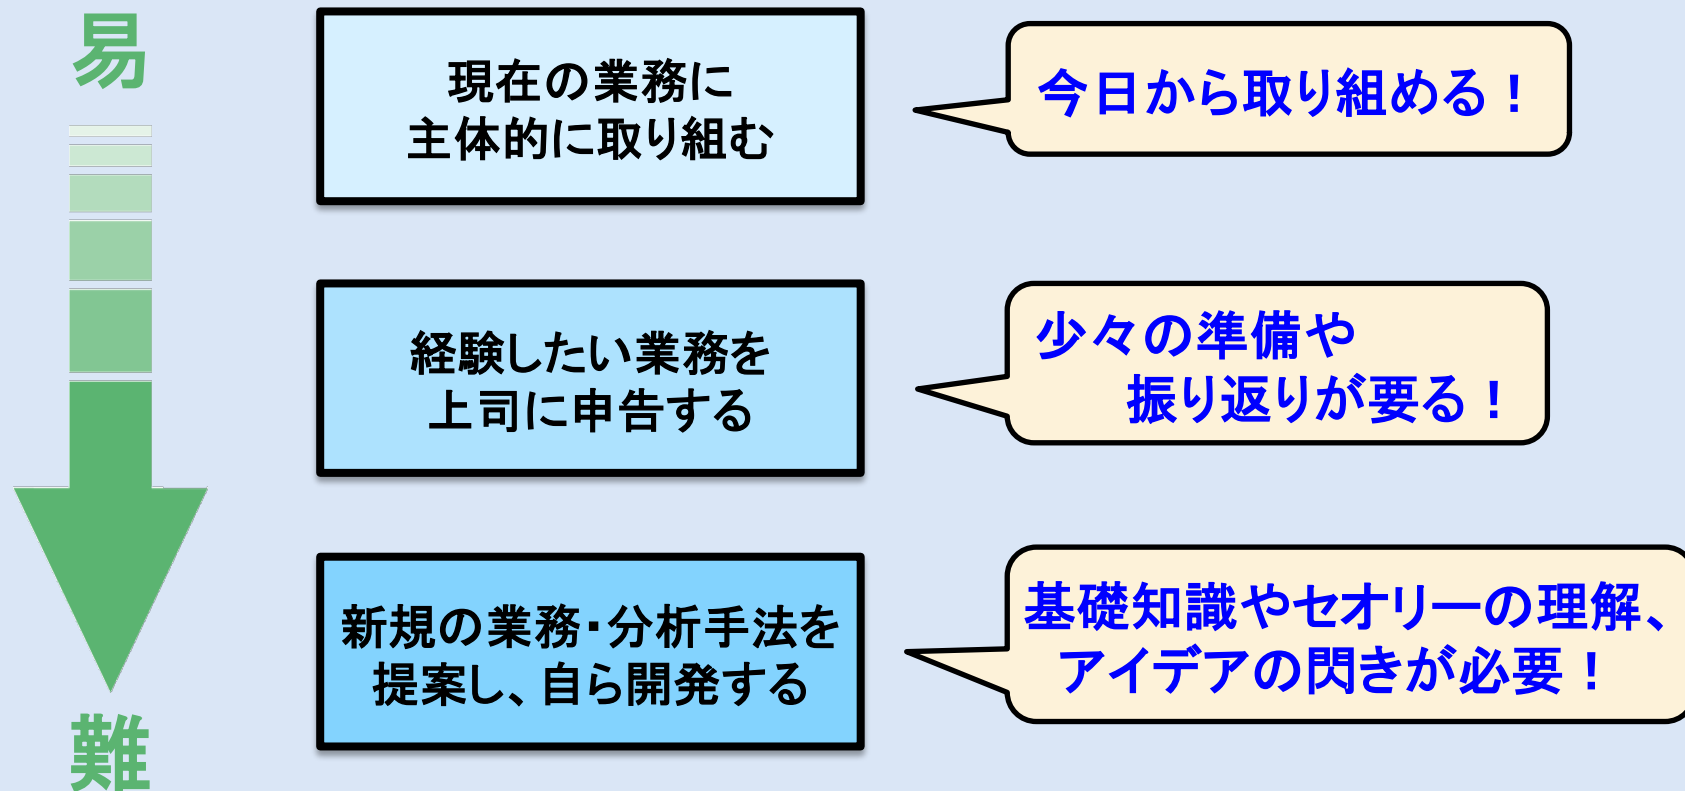 易
現在の業務に
主体的に取り組む
今日から取り組める！
経験したい業務を
上司に申告する
少々の準備や
振り返りが要る！
新規の業務・分析手法を
提案し、自ら開発する
基礎知識やセオリーの理解、
アイデアの閃きが必要！
難